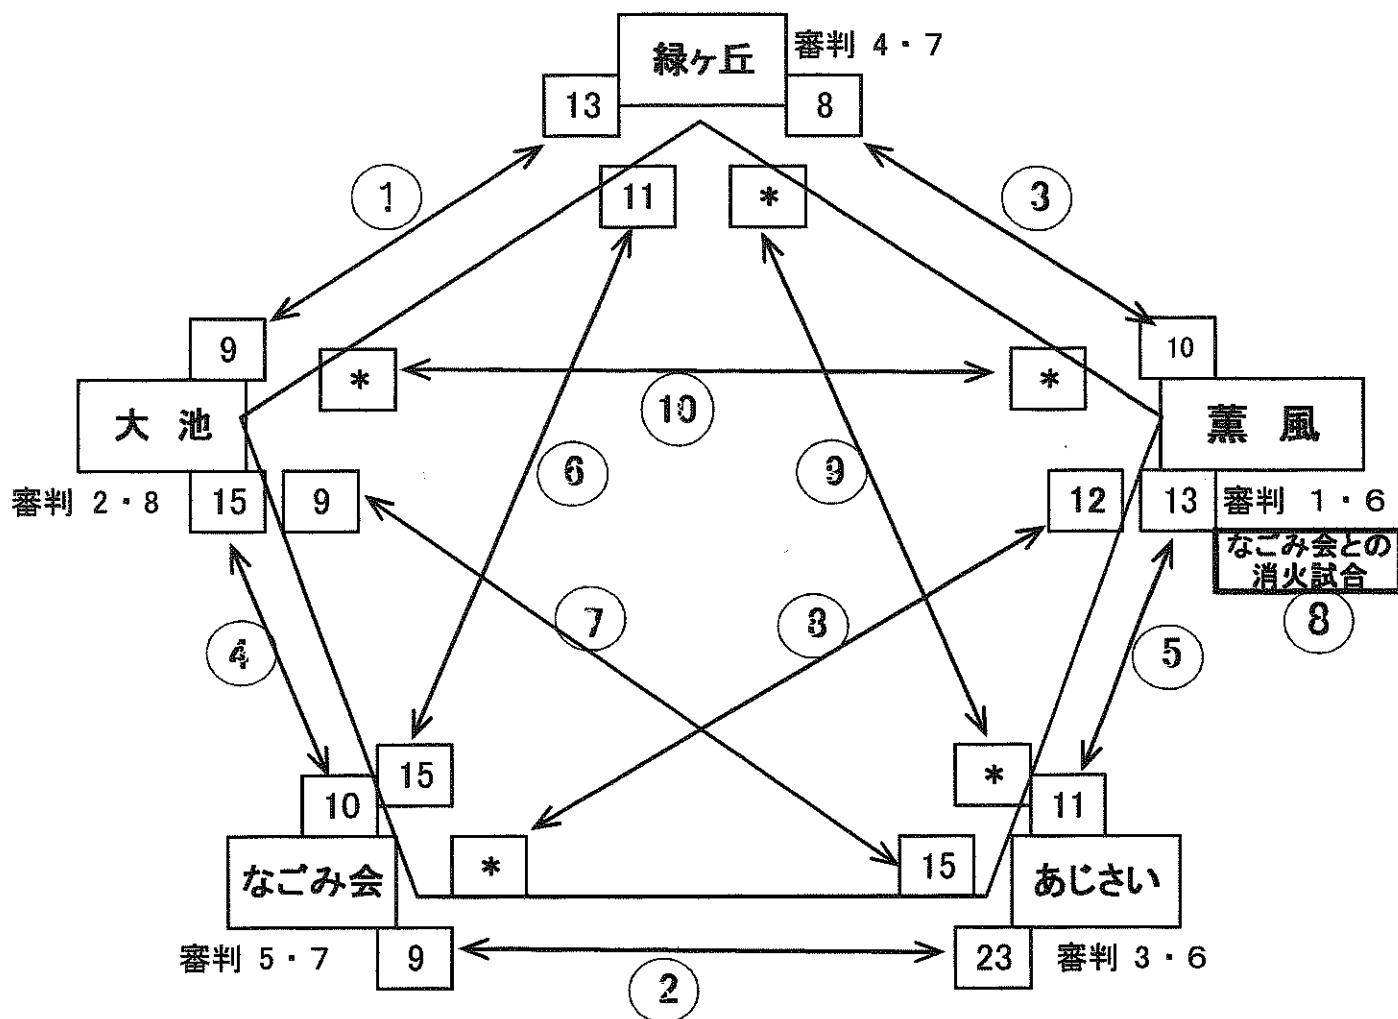 緑ヶ丘
審判 4・7
13
8
①
③
11
*
9
*
*
10
⑩
大 池
薫 風
⑥
⑨
審判 2・8
15
9
12
13
審判 1・6
なごみ会との
消火試合
⑦
⑧
⑧
④
⑤
15
*
10
11
なごみ会
*
15
あじさい
審判 5・7
9
23
審判 3・6
②